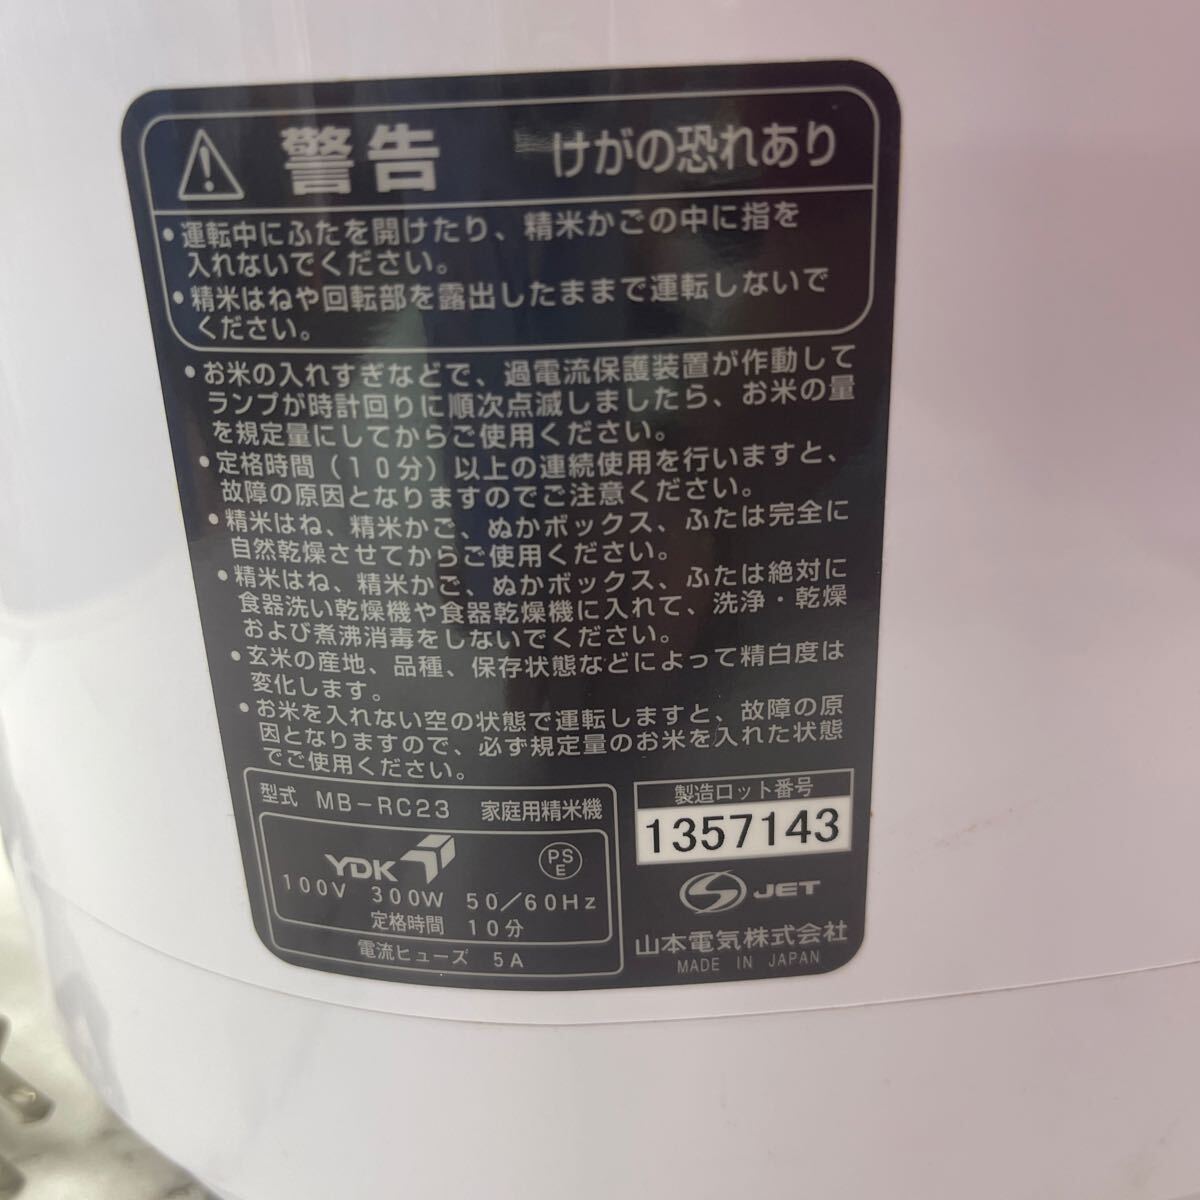 警告 けがの恐れあり
•運転中にふたを開けたり、精米かごの中に指を
入れないでください。
•精米はねや回転部を露出したままで運転しないで
ください。
•お米の入れすぎなどで、過電流保護装置が作動して
ランプが時計回りに順次点滅しましたら、お米の量
を規定量にしてからご使用ください。
•定格時間(10分)以上の連続使用を行いますと、
故障の原因となりますのでご注意ください。
•精米はね、精米かご、ぬかボックス、ふたは完全に
自然乾燥させてからご使用ください。
•精米はね、精米かご、ぬかボックス、ふたは絶対に
食器洗い乾燥機や食器乾燥機に入れて、洗浄・乾燥
および煮沸消毒をしないでください。
•玄米の産地、品種、保存状態などによって精白度は
変化します。
•お米を入れない空の状態で運転しますと、故障の原
因となりますので、必ず規定量のお米を入れた状態
でご使用ください。
型式 MB-RC23 家庭用精米機
YDK
PS
E
100V 300W 50/60Hz
定格時間 10分
電流ヒューズ 5A
製造ロット番号
1357143
S JET
山本電気株式会社
MADE IN JAPAN